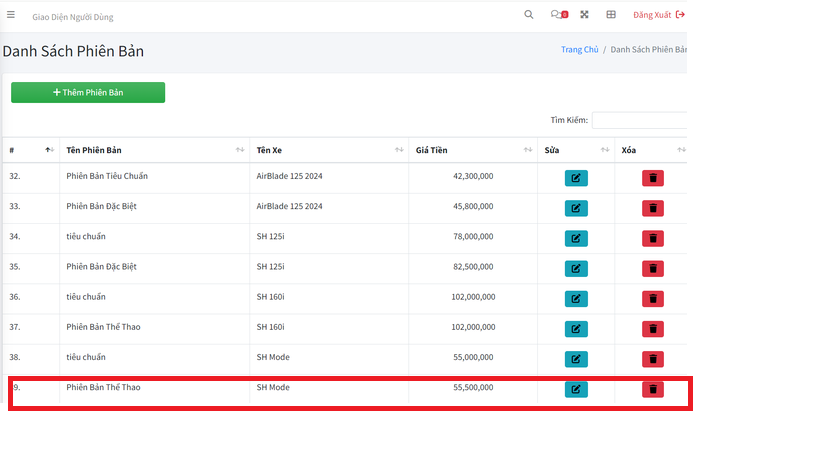 Giao Diện Người Dùng
Đăng Xuất
Danh Sách Phiên Bản
Trang Chủ / Danh Sách Phiên Bản
+ Thêm Phiên Bản
Tìm Kiếm:
# Tên Phiên Bản Tên Xe Giá Tiền Sửa Xóa
32. Phiên Bản Tiêu Chuẩn AirBlade 125 2024 42,300,000
33. Phiên Bản Đặc Biệt AirBlade 125 2024 45,800,000
34. tiêu chuẩn SH 125i 78,000,000
35. Phiên Bản Đặc Biệt SH 125i 82,500,000
36. tiêu chuẩn SH 160i 102,000,000
37. Phiên Bản Thể Thao SH 160i 102,000,000
38. tiêu chuẩn SH Mode 55,000,000
9. Phiên Bản Thể Thao SH Mode 55,500,000